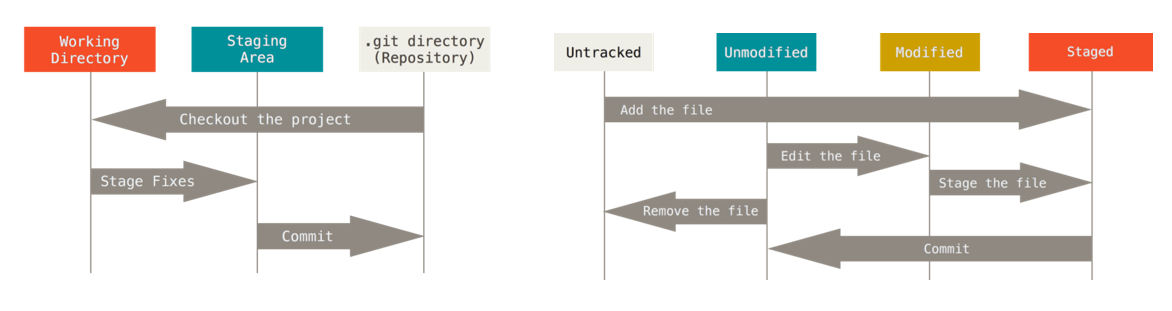 Working
Directory
Staging
Area
.git directory
(Repository)
Checkout the project
Stage Fixes
Commit
Untracked
Unmodified
Modified
Staged
Add the file
Edit the file
Stage the file
Remove the file
Commit